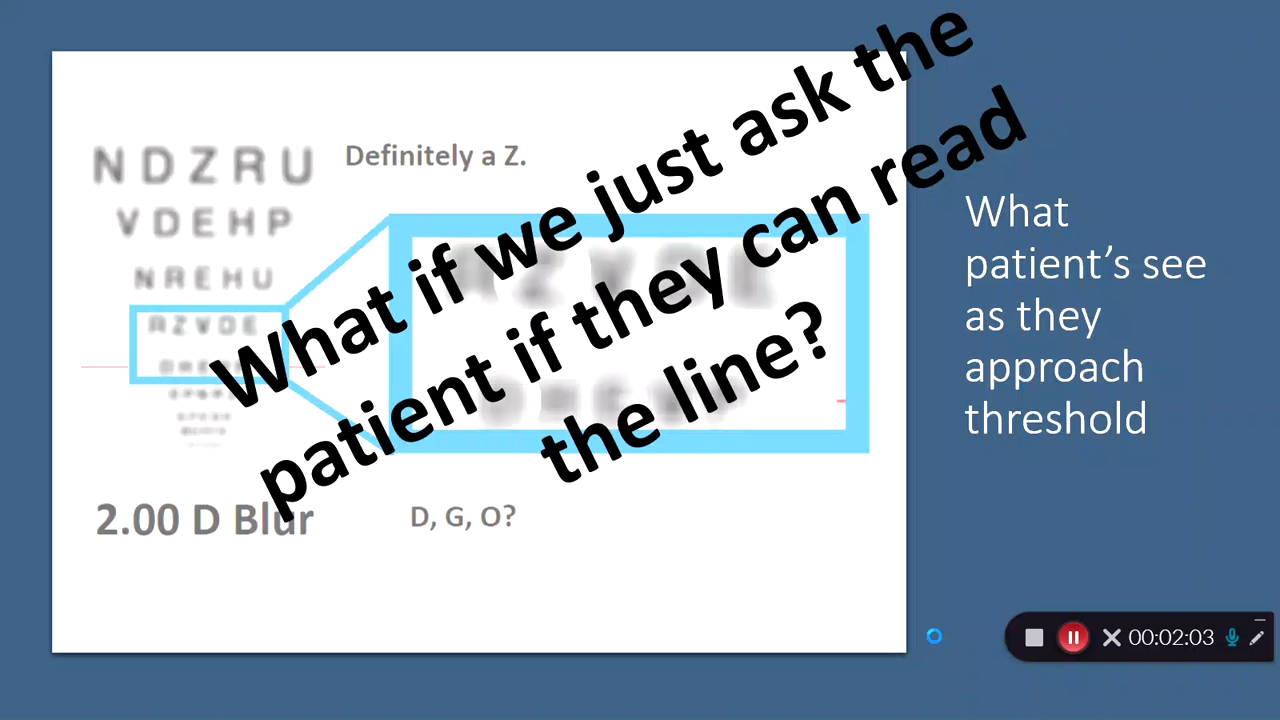 N D Z R U
Definitely a Z.
V D E H P
N R E H U
R Z V D E
What if we just ask the
patient if they can read
the line?
2.00 D Blur
D, G, O?
What
patient’s see
as they
approach
threshold
00:02:03